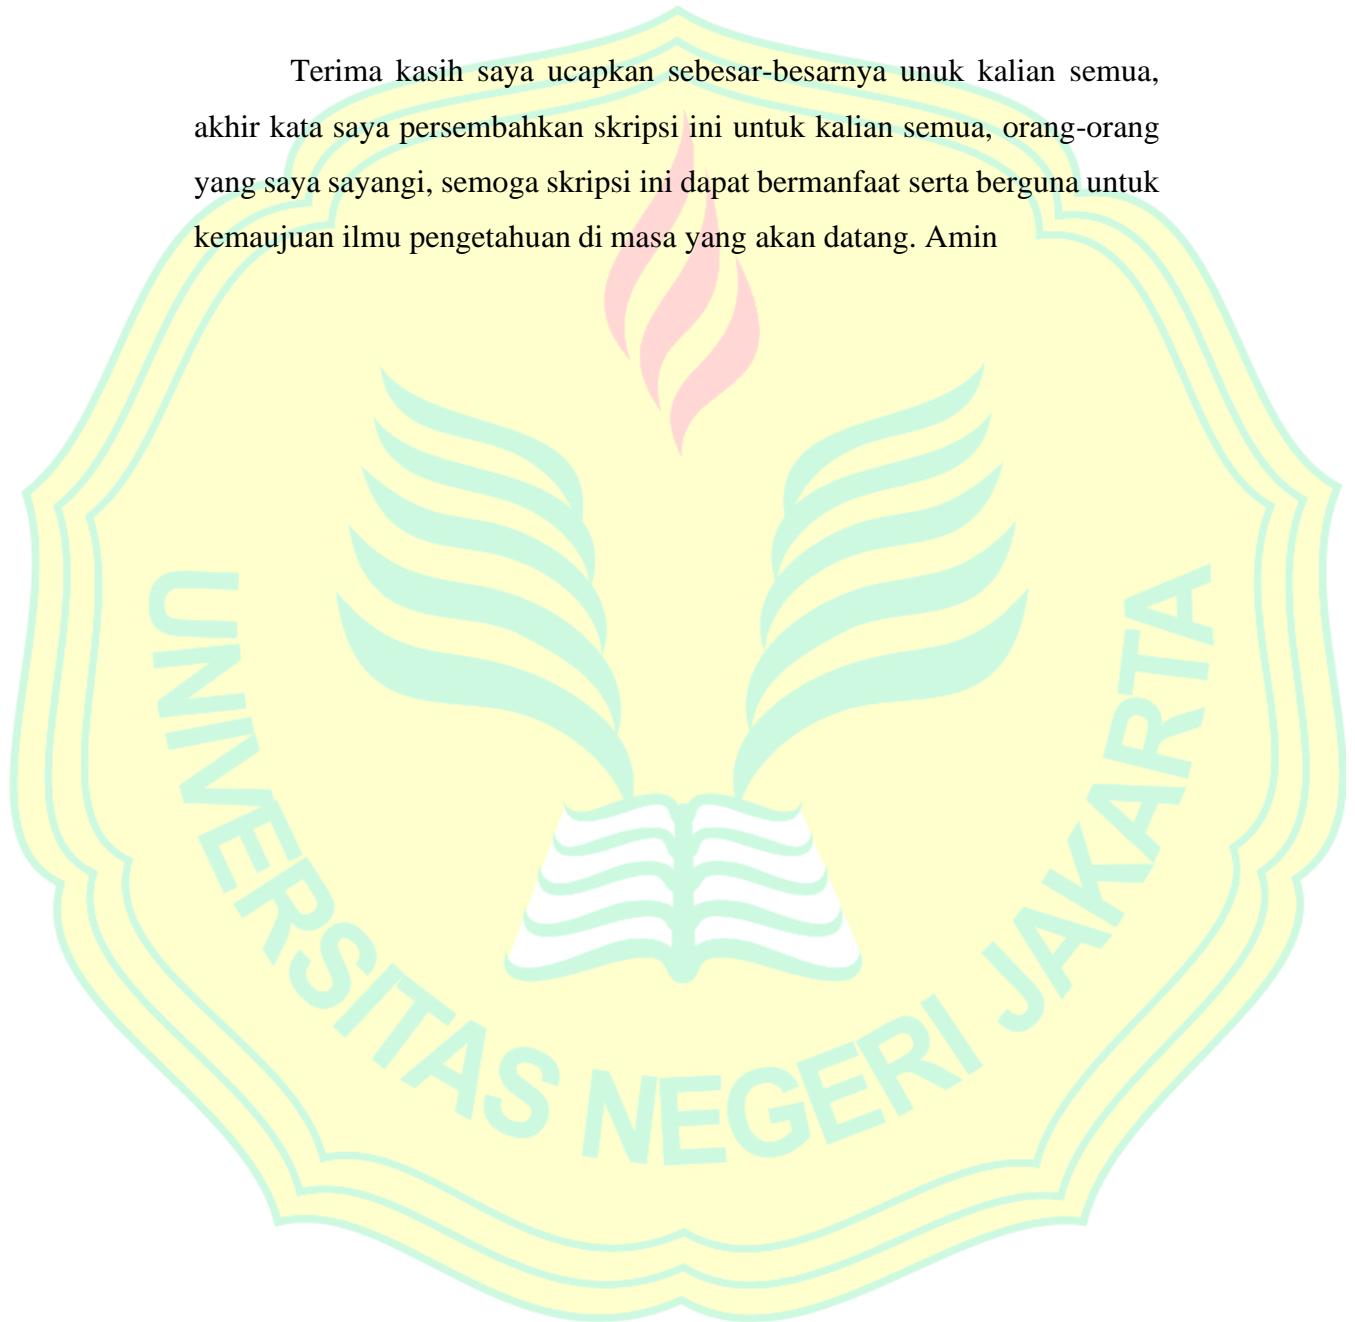 Terima kasih saya ucapkan sebesar-besarnya unuk kalian semua,
akhir kata saya persembahkan skripsi ini untuk kalian semua, orang-orang
yang saya sayangi, semoga skripsi ini dapat bermanfaat serta berguna untuk
kemaujuan ilmu pengetahuan di masa yang akan datang. Amin
UNIVERSITAS NEGERI JAKARTA